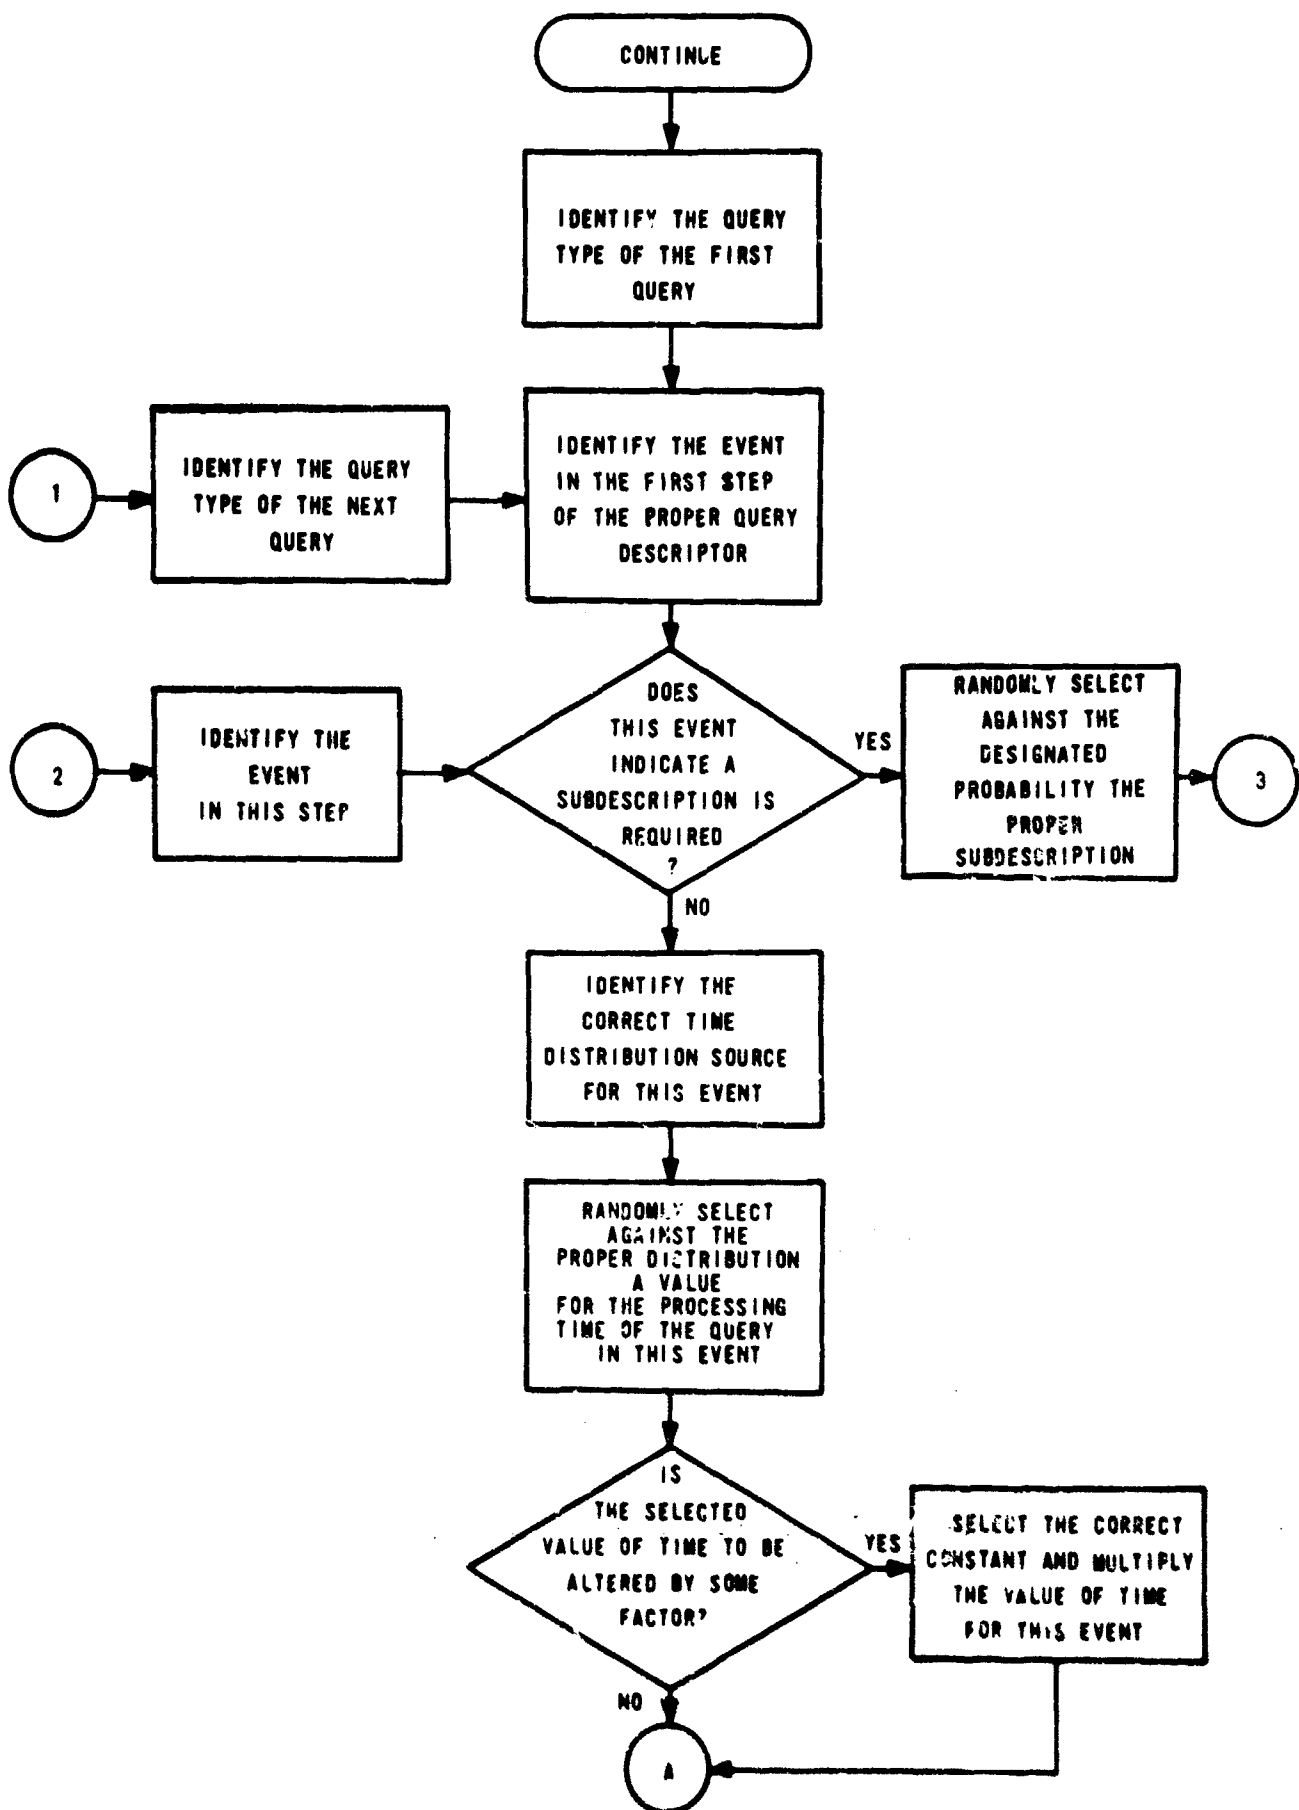 CONTINUE
IDENTIFY THE QUERY
TYPE OF THE FIRST
QUERY
IDENTIFY THE EVENT
IN THE FIRST STEP
OF THE PROPER QUERY
DESCRIPTOR
1
IDENTIFY THE QUERY
TYPE OF THE NEXT
QUERY
2
IDENTIFY THE
EVENT
IN THIS STEP
DOES
THIS EVENT
INDICATE A
SUBDESCRIPTION IS
REQUIRED
?
YES
RANDOMLY SELECT
AGAINST THE
DESIGNATED
PROBABILITY THE
PROPER
SUBDESCRIPTION
3
NO
IDENTIFY THE
CORRECT TIME
DISTRIBUTION SOURCE
FOR THIS EVENT
RANDOMLY SELECT
AGAINST THE
PROPER DISTRIBUTION
A VALUE
FOR THE PROCESSING
TIME OF THE QUERY
IN THIS EVENT
IS
THE SELECTED
VALUE OF TIME TO BE
ALTERED BY SOME
FACTOR?
YES
SELECT THE CORRECT
CONSTANT AND MULTIPLY
THE VALUE OF TIME
FOR THIS EVENT
NO
A